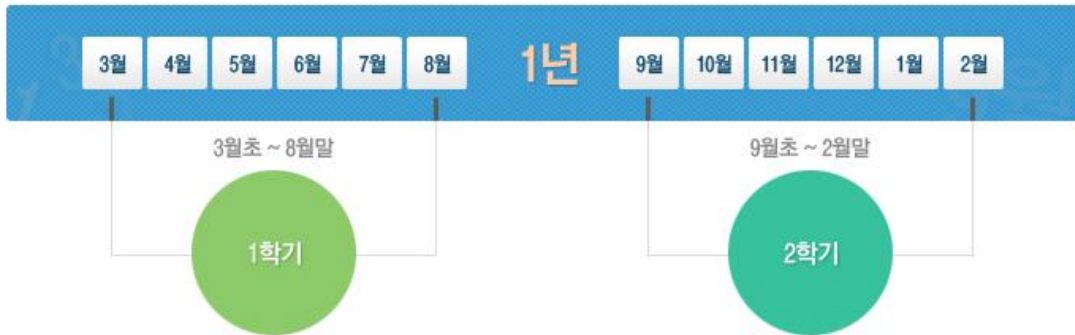 3월 4월 5월 6월 7월 8월 1년 9월 10월 11월 12월 1월 2월
3월초 ~ 8월말 9월초 ~ 2월말
1학기 2학기